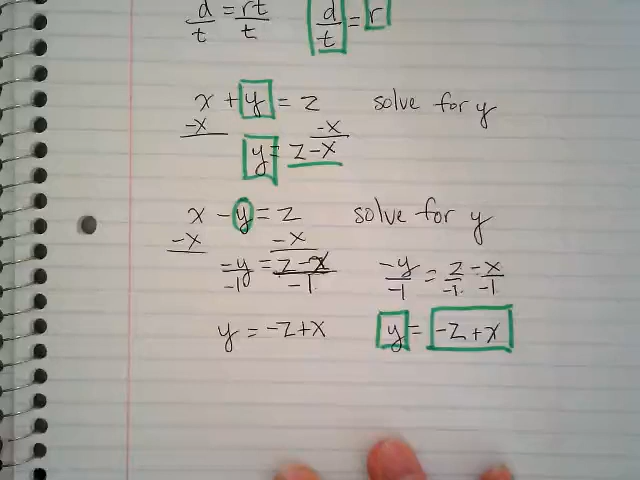 d/t = rt/t    d/t = r
x + y = z    solve for y
-x    -x
y = z - x
x - y = z    solve for y
-x    -x
-y/-1 = z - x/-1    -y/-1 = z/-1 - x/-1
y = -z + x    y = -z + x